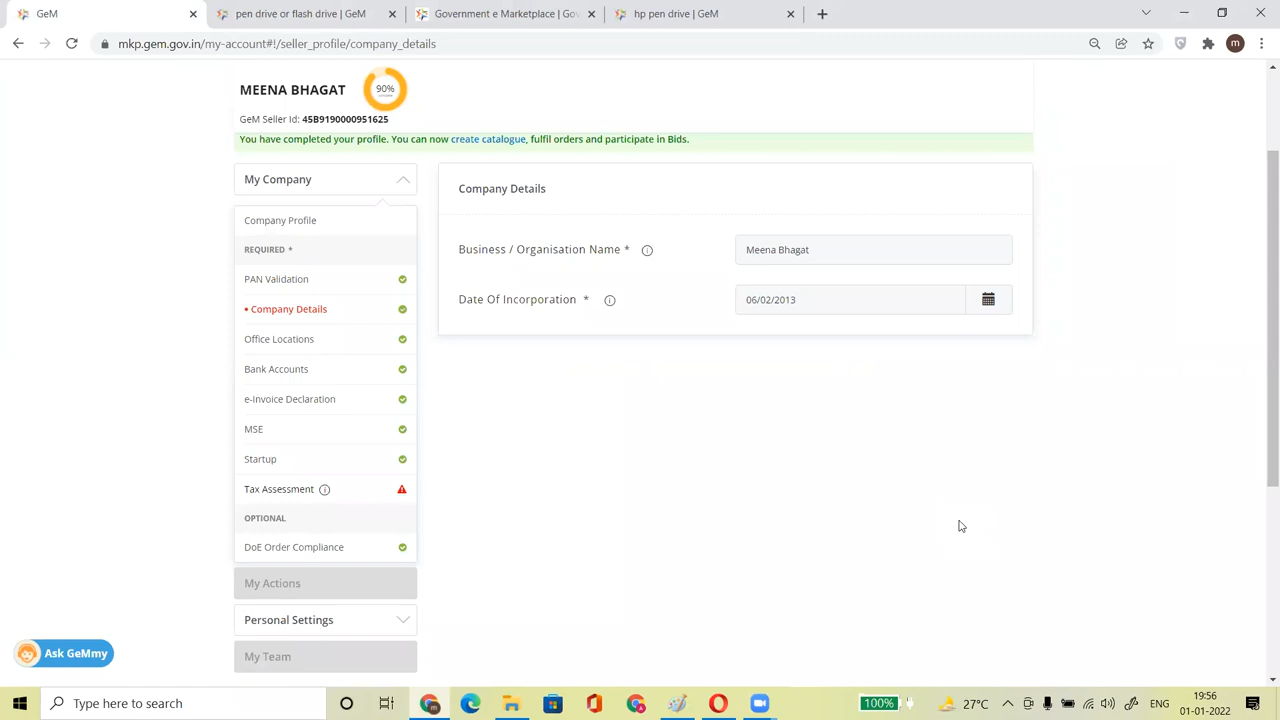 GeM
pen drive or flash drive | GeM
Government e Marketplace | Gov
hp pen drive | GeM
mkp.gem.gov.in/my-account#!/seller_profile/company_details
m
MEENA BHAGAT
90%
GeM Seller Id: 45B9190000951625
You have completed your profile. You can now create catalogue, fulfil orders and participate in Bids.
My Company
Company Details
Company Profile
REQUIRED *
Business / Organisation Name *
Meena Bhagat
PAN Validation
Date Of Incorporation *
06/02/2013
• Company Details
Office Locations
Bank Accounts
e-Invoice Declaration
MSE
Startup
Tax Assessment
OPTIONAL
DoE Order Compliance
My Actions
Personal Settings
Ask GeMmy
My Team
Type here to search
100%
27°C
ENG
19:56
01-01-2022